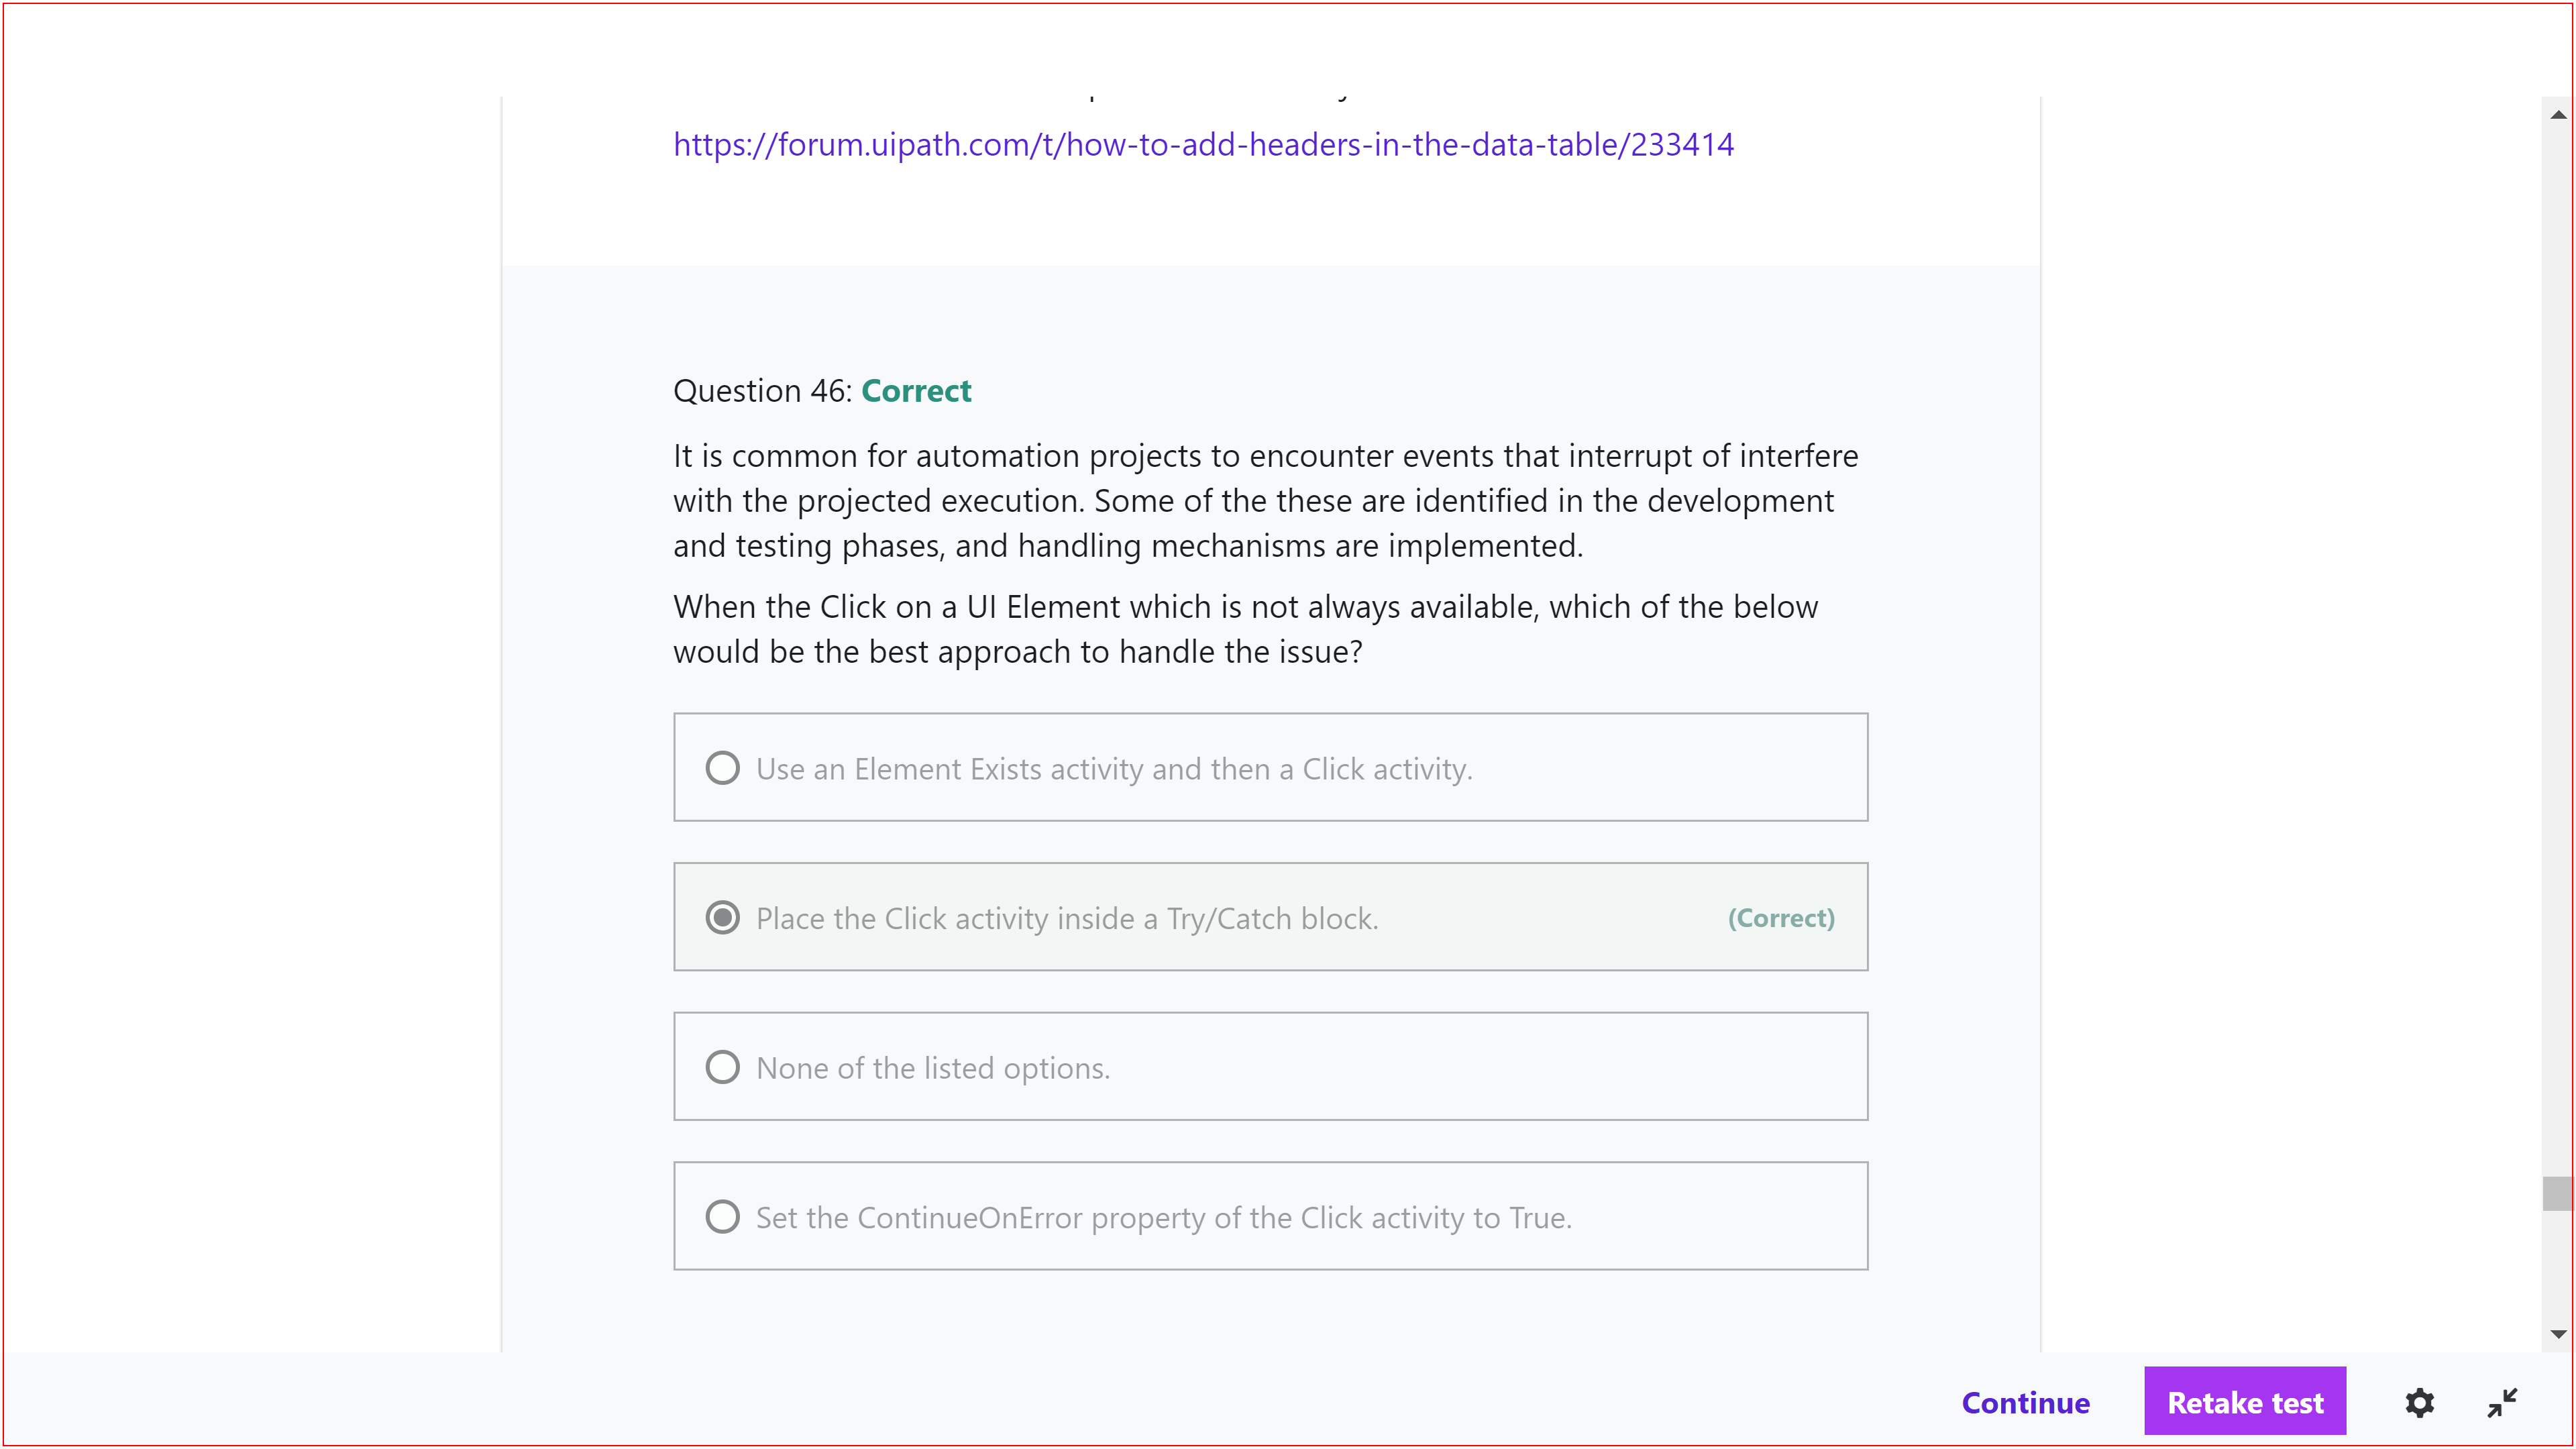 https://forum.uipath.com/t/how-to-add-headers-in-the-data-table/233414
Question 46: Correct
It is common for automation projects to encounter events that interrupt of interfere
with the projected execution. Some of the these are identified in the development
and testing phases, and handling mechanisms are implemented.
When the Click on a UI Element which is not always available, which of the below
would be the best approach to handle the issue?
Use an Element Exists activity and then a Click activity.
Place the Click activity inside a Try/Catch block. (Correct)
None of the listed options.
Set the ContinueOnError property of the Click activity to True.
Continue Retake test